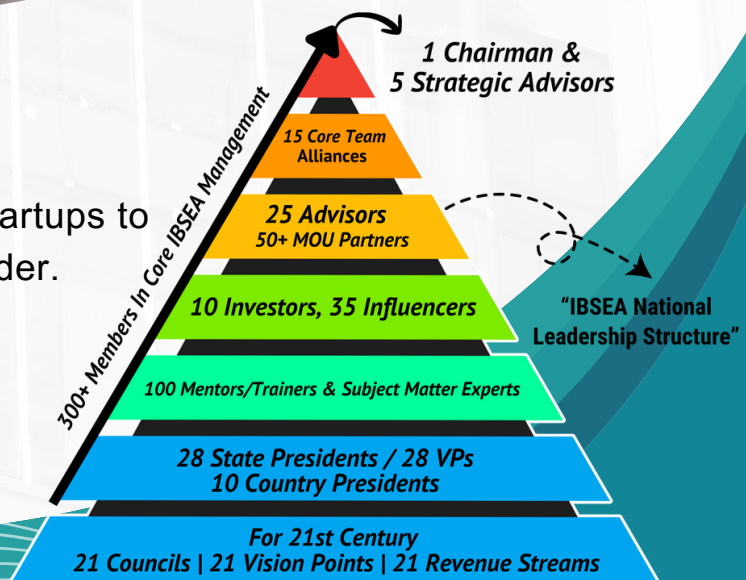 1 Chairman &
5 Strategic Advisors
15 Core Team
Alliances
25 Advisors
50+ MOU Partners
artups to
der.
300+ Members In Core IBSEA Management
10 Investors, 35 Influencers
“IBSEA National
Leadership Structure”
100 Mentors/Trainers & Subject Matter Experts
28 State Presidents / 28 VPs
10 Country Presidents
For 21st Century
21 Councils | 21 Vision Points | 21 Revenue Streams